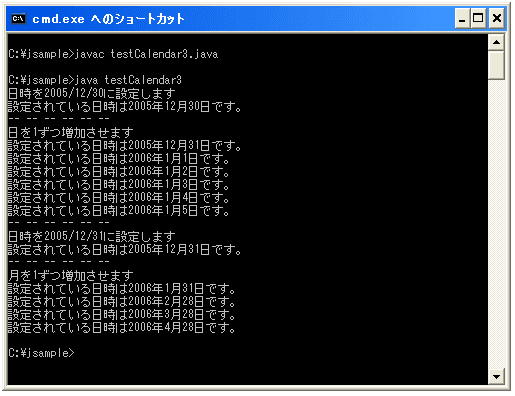 cmd.exe へのショートカット
C:¥jsample>javac testCalendar3.java
C:¥jsample>java testCalendar3
日時を2005/12/30に設定します
設定されている日時は2005年12月30日です。
-- -- -- -- -- --
日を1ずつ増加させます
設定されている日時は2005年12月31日です。
設定されている日時は2006年1月1日です。
設定されている日時は2006年1月2日です。
設定されている日時は2006年1月3日です。
設定されている日時は2006年1月4日です。
設定されている日時は2006年1月5日です。
-- -- -- -- -- --
日時を2005/12/31に設定します
設定されている日時は2005年12月31日です。
-- -- -- -- -- --
月を1ずつ増加させます
設定されている日時は2006年1月31日です。
設定されている日時は2006年2月28日です。
設定されている日時は2006年3月28日です。
設定されている日時は2006年4月28日です。
C:¥jsample>